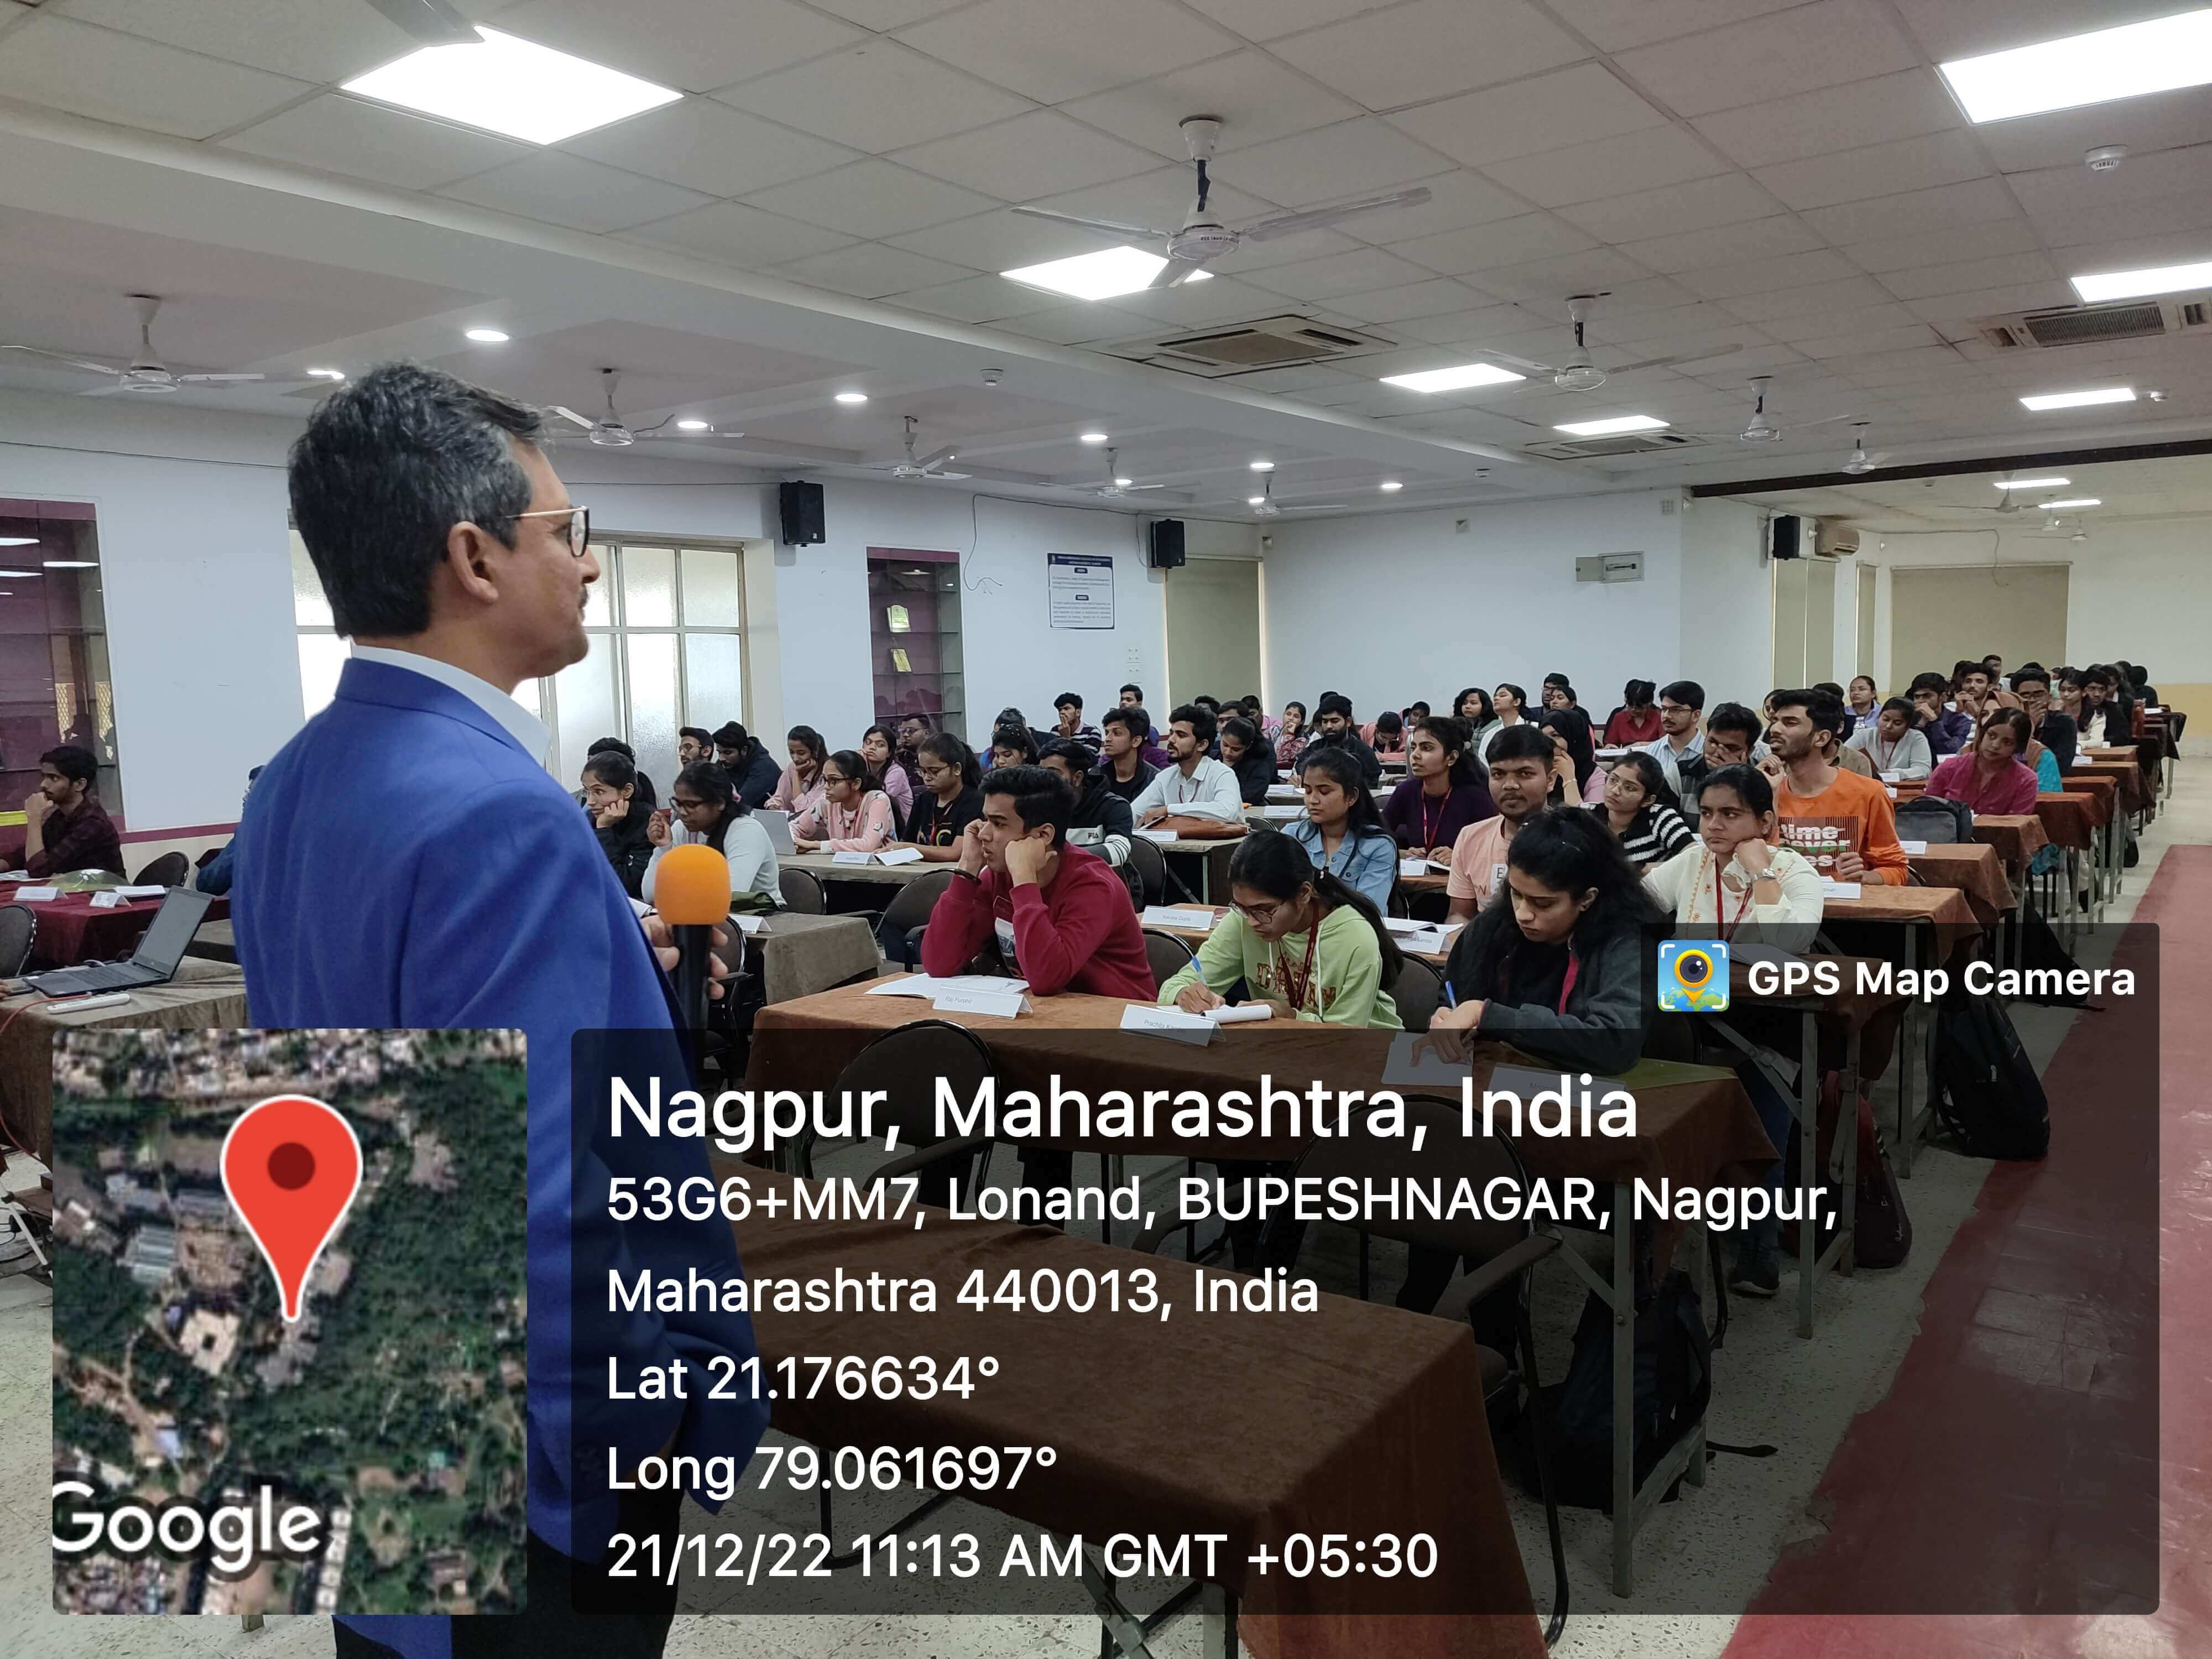 GPS Map Camera
Nagpur, Maharashtra, India
53G6+MM7, Lonand, BUPESHNAGAR, Nagpur,
Maharashtra 440013, India
Lat 21.176634°
Long 79.061697°
21/12/22 11:13 AM GMT +05:30
Google
FILA